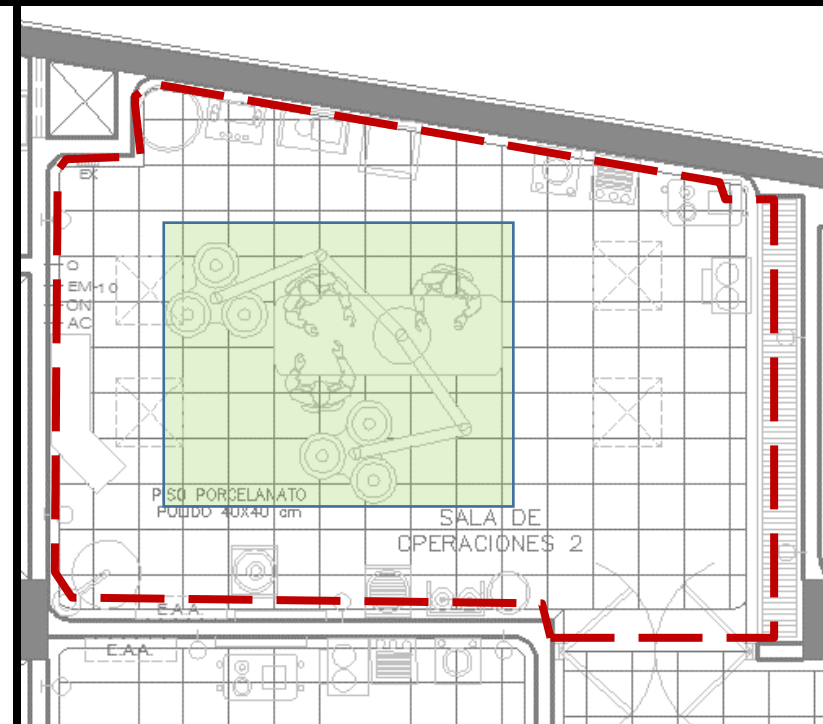 EX
O
EM-10
ON
AC
PISO PORCELANATO
PULIDO 40X40 cm
SALA DE
OPERACIONES 2
E.A.A.
E.A.A.